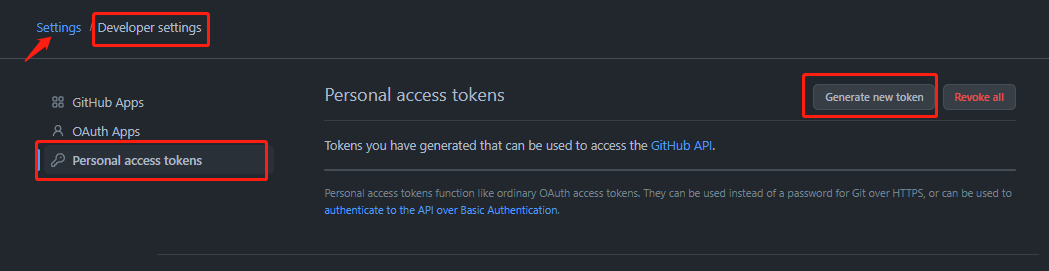 Settings / Developer settings
GitHub Apps
OAuth Apps
Personal access tokens
Personal access tokens
Generate new token
Revoke all
Tokens you have generated that can be used to access the GitHub API.
Personal access tokens function like ordinary OAuth access tokens. They can be used instead of a password for Git over HTTPS, or can be used to
authenticate to the API over Basic Authentication.